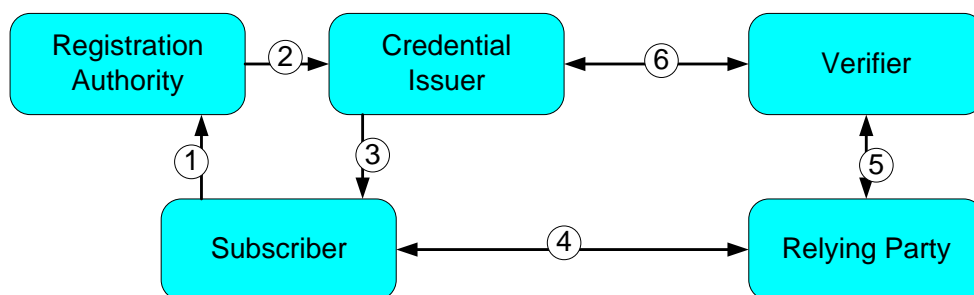 Registration
Authority
2
Credential
Issuer
6
Verifier
1
3
5
Subscriber
4
Relying Party